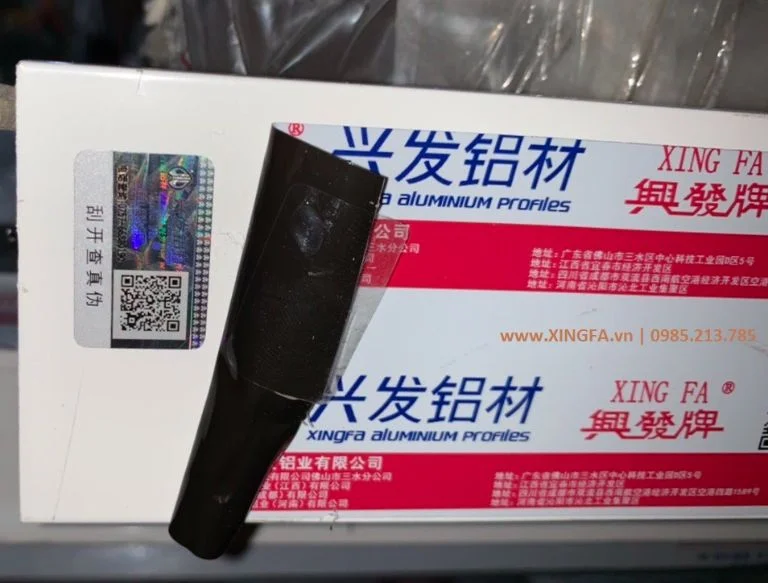 刮开查真伪
®
兴发铝材
a aluminium Profiles
XING FA
興發牌
公司
三水分公司
地址：广东省佛山市三水区中心科技工业园D区5号
地址：江西省宜春市经济开发区
地址：四川省成都市双流县西南航空港经济开发区空港
地址：河南省沁阳市沁北工业集聚区
www.XINGFA.vn | 0985.213.785
兴发铝材
xingfa aluminium Profiles
XING FA ®
興發牌
铝业有限公司
有限公司佛山市三水分公司
业（江西）有限公司
成都）有限公司
业（河南）有限公司
地址：广东省佛山市三水区中心科技工业园D区5号
地址：江西省宜春市经济开发区
地址：四川省成都市双流县西南航空港经济开发区空港四路1589号
地址：河南省沁阳市沁北工业集聚区